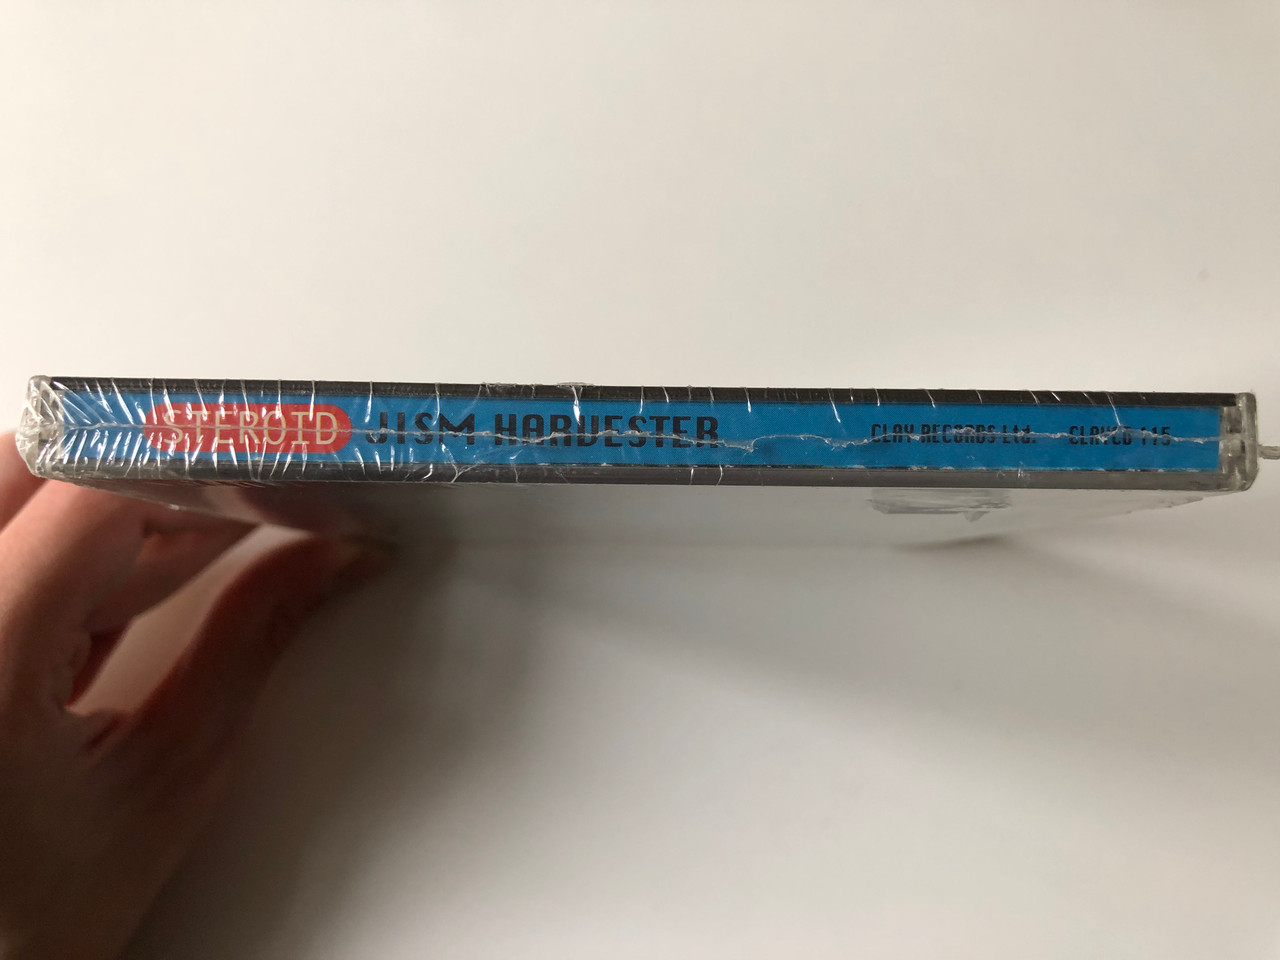 STEROID JISM HARVESTER CLAY RECORDS Ltd. CLAYCD 115